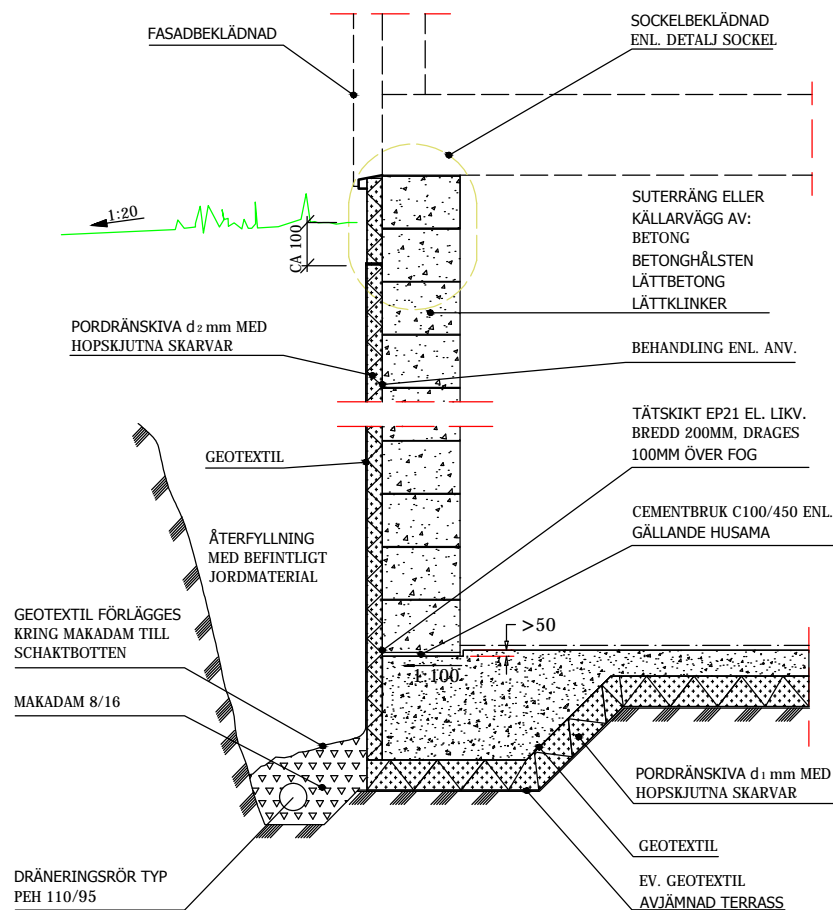 FASADBEKLÄDNAD
SOCKELBEKLÄDNAD
ENL. DETALJ SOCKEL
1:20
CA 100
SUTERRÄNG ELLER
KÄLLARVÄGG AV:
BETONG
BETONGHÅLSTEN
LÄTTBETONG
LÄTTKLINKER
PORDRÄNSKIVA d2 mm MED
HOPSKJUTNA SKARVAR
BEHANDLING ENL. ANV.
TÄTSKIKT EP21 EL. LIKV.
BREDD 200MM, DRAGES
100MM ÖVER FOG
GEOTEXTIL
CEMENTBRUK C100/450 ENL.
GÄLLANDE HUSAMA
ÅTERFYLLNING
MED BEFINTLIGT
JORDMATERIAL
GEOTEXTIL FÖRLÄGGES
KRING MAKADAM TILL
SCHAKTBOTTEN
>50
1:100
MAKADAM 8/16
PORDRÄNSKIVA d1 mm MED
HOPSKJUTNA SKARVAR
GEOTEXTIL
DRÄNERINGSRÖR TYP
PEH 110/95
EV. GEOTEXTIL
AVJÄMNAD TERRASS